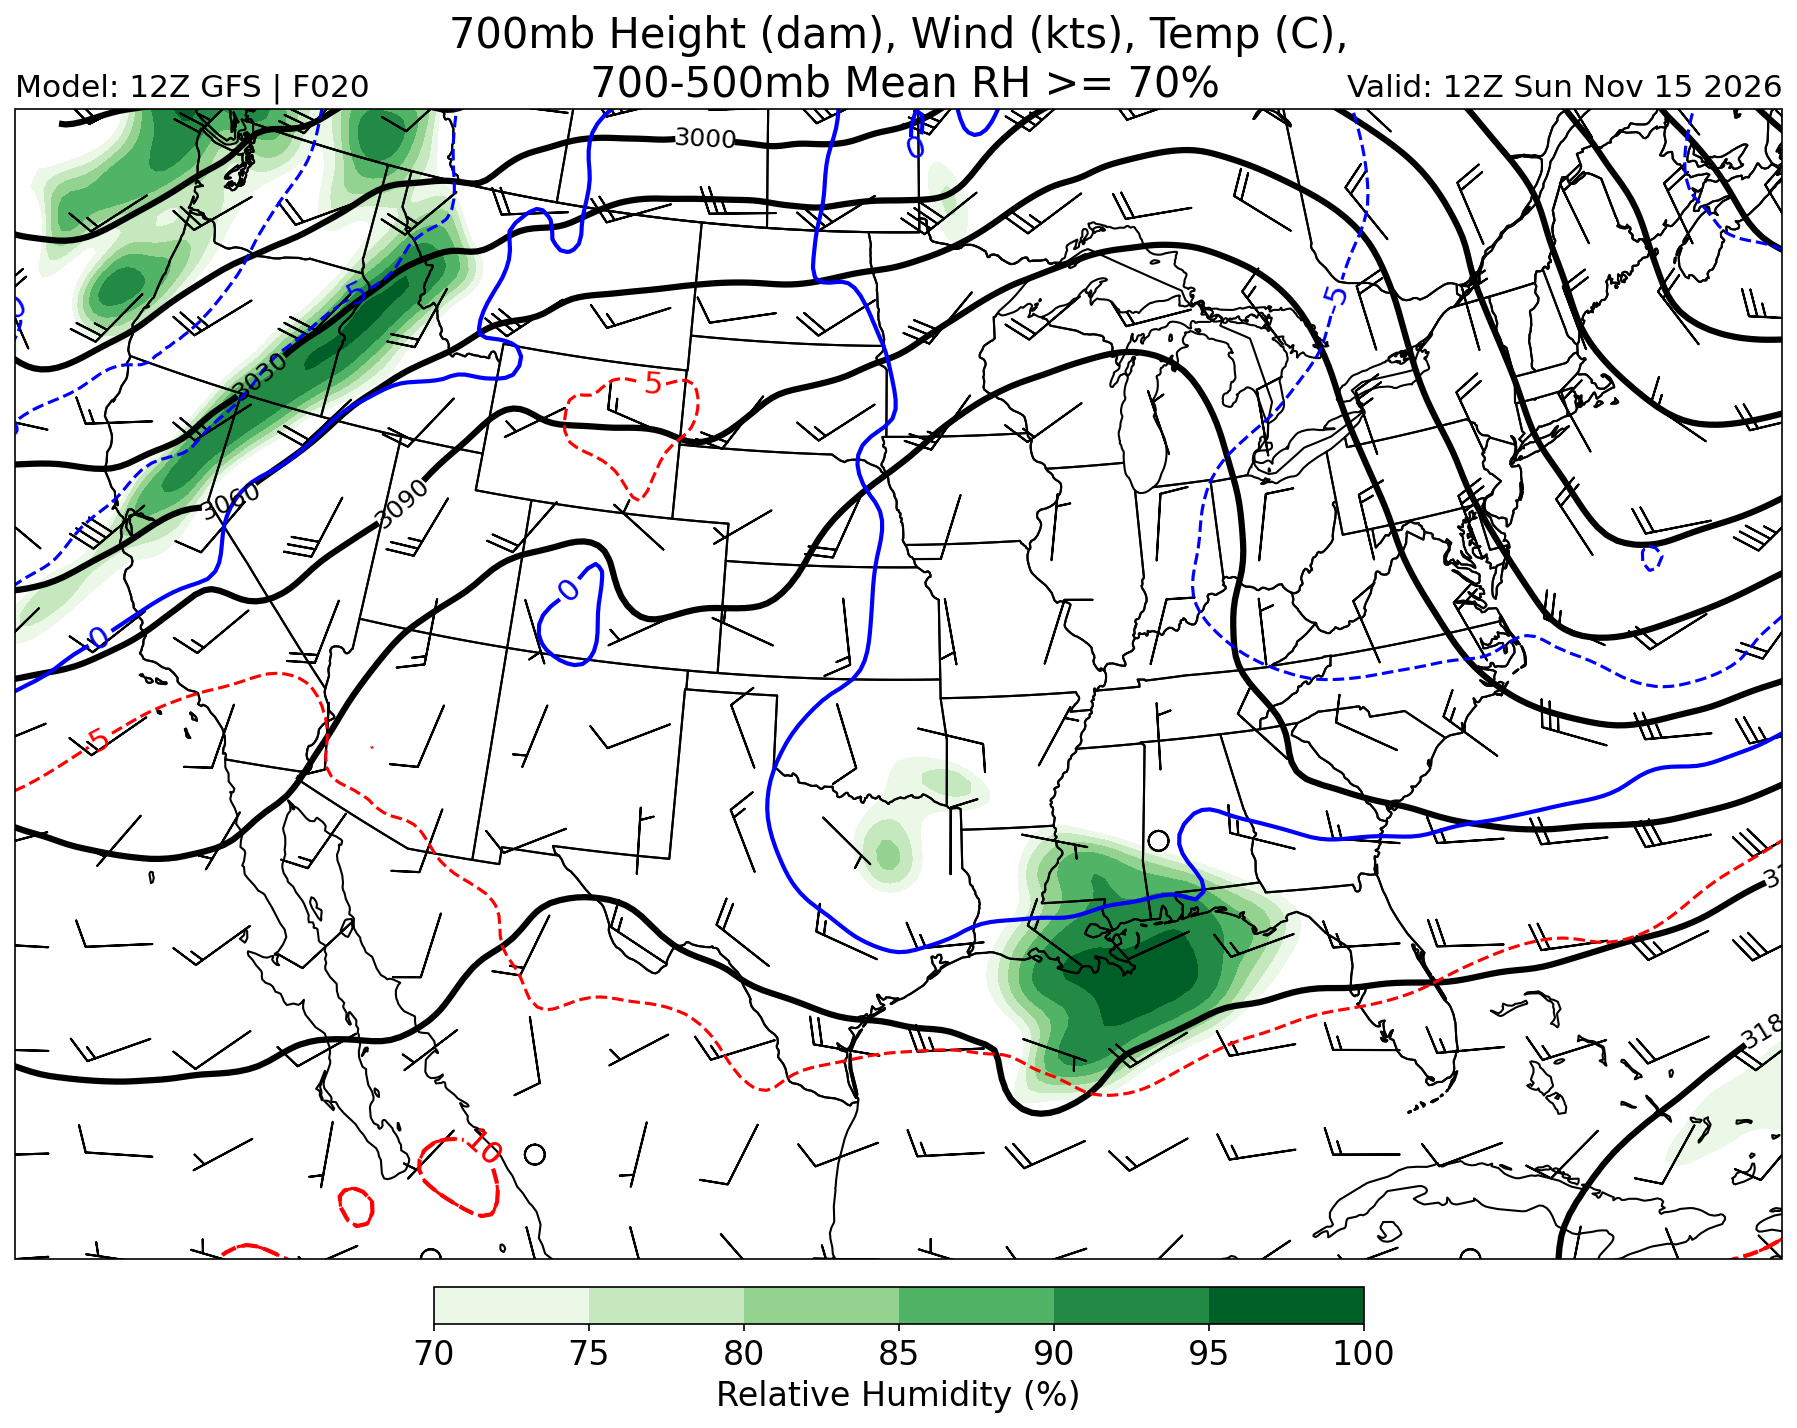 700mb Height (dam), Wind (kts), Temp (C),
700-500mb Mean RH >= 70%
Model: 12Z GFS | F020
Valid: 12Z Sun Nov 15 2026
3000
0
5
-5
3030
5
3060
3090
0
0
-5
318
10
70 75 80 85 90 95 100
Relative Humidity (%)